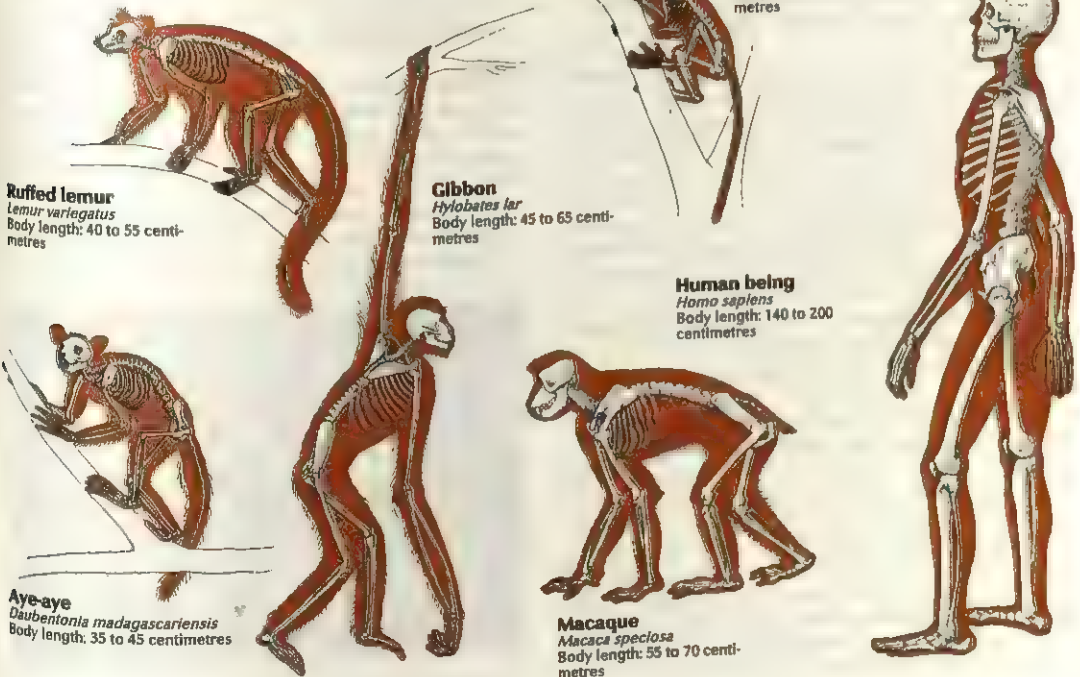 metres
Ruffed lemur
Lemur variegatus
Body length: 40 to 55 centi-
metres
Gibbon
Hylobates lar
Body length: 45 to 65 centi-
metres
Human being
Homo sapiens
Body length: 140 to 200
centimetres
Aye-aye
Daubentonia madagascariensis
Body length: 35 to 45 centimetres
Macaque
Macaca speciosa
Body length: 55 to 70 centi-
metres